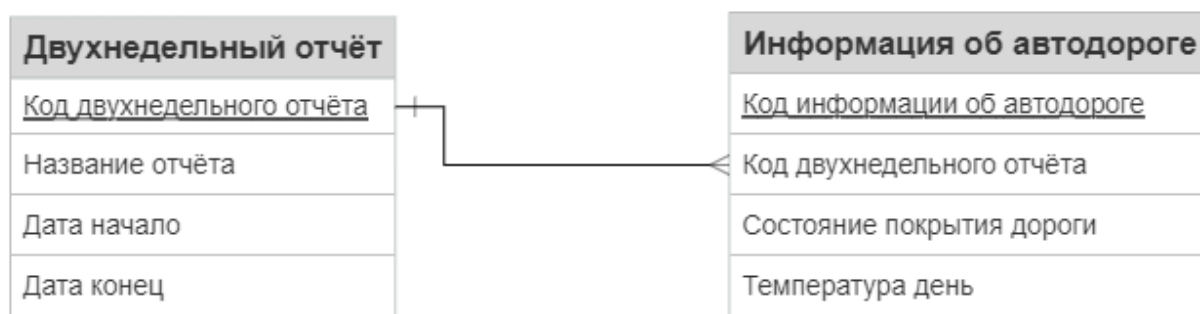 Двухнедельный отчёт
Код двухнедельного отчёта
Название отчёта
Дата начало
Дата конец
Информация об автодороге
Код информации об автодороге
Код двухнедельного отчёта
Состояние покрытия дороги
Температура день